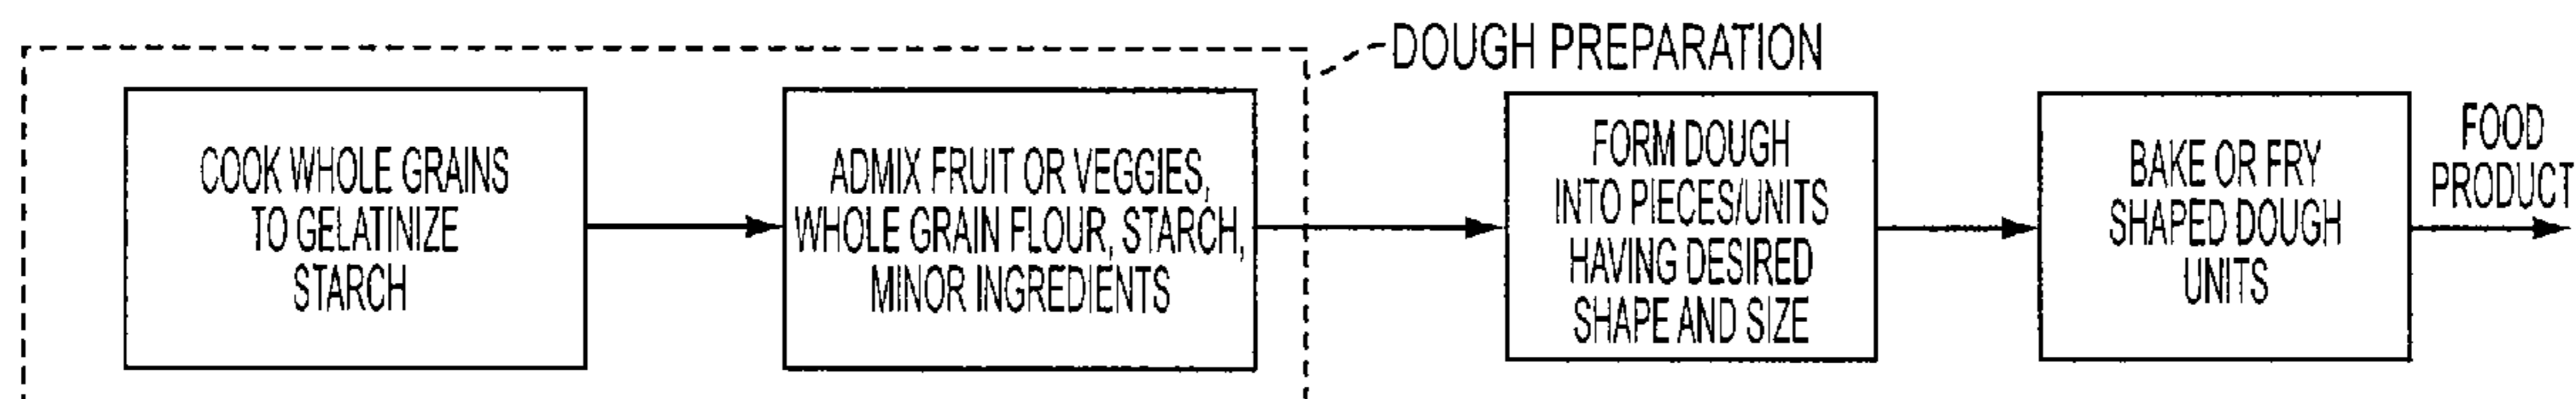 DOUGH PREPARATION
COOK WHOLE GRAINS
TO GELATINIZE
STARCH
ADMIX FRUIT OR VEGGIES,
WHOLE GRAIN FLOUR, STARCH,
MINOR INGREDIENTS
FORM DOUGH
INTO PIECES/UNITS
HAVING DESIRED
SHAPE AND SIZE
BAKE OR FRY
SHAPED DOUGH
UNITS
FOOD
PRODUCT